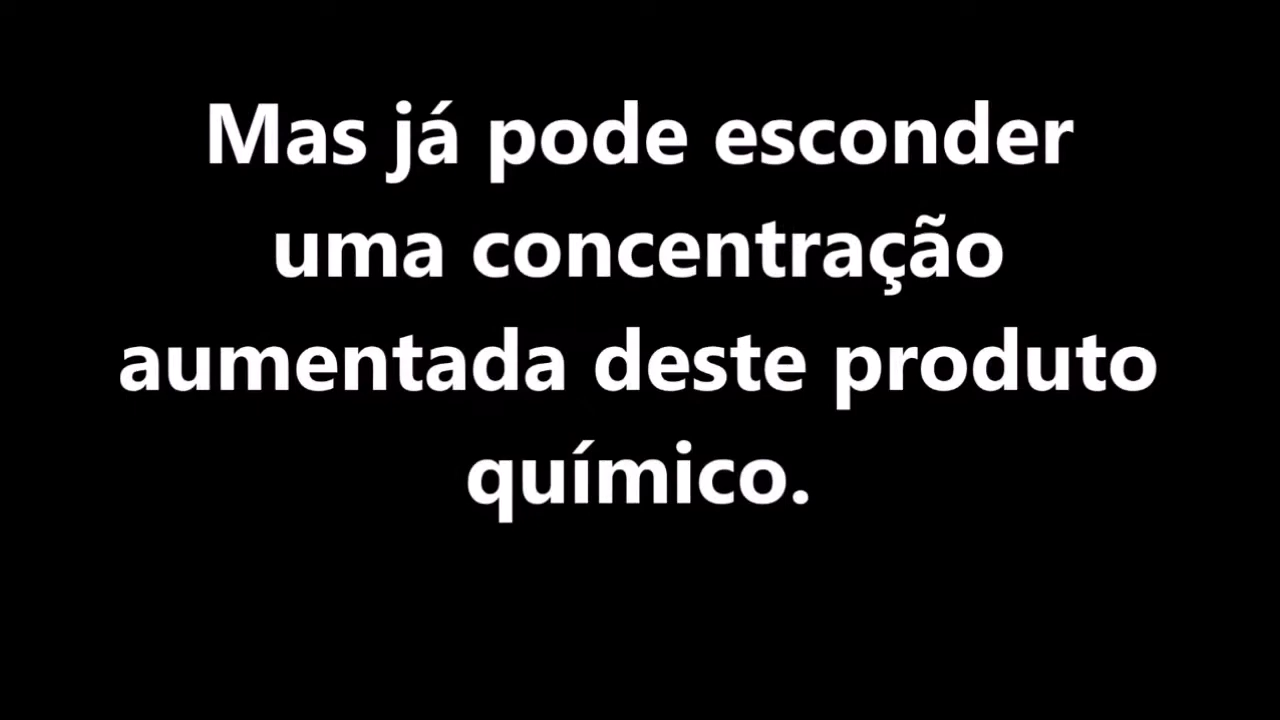 Mas já pode esconder
uma concentração
aumentada deste produto
químico.